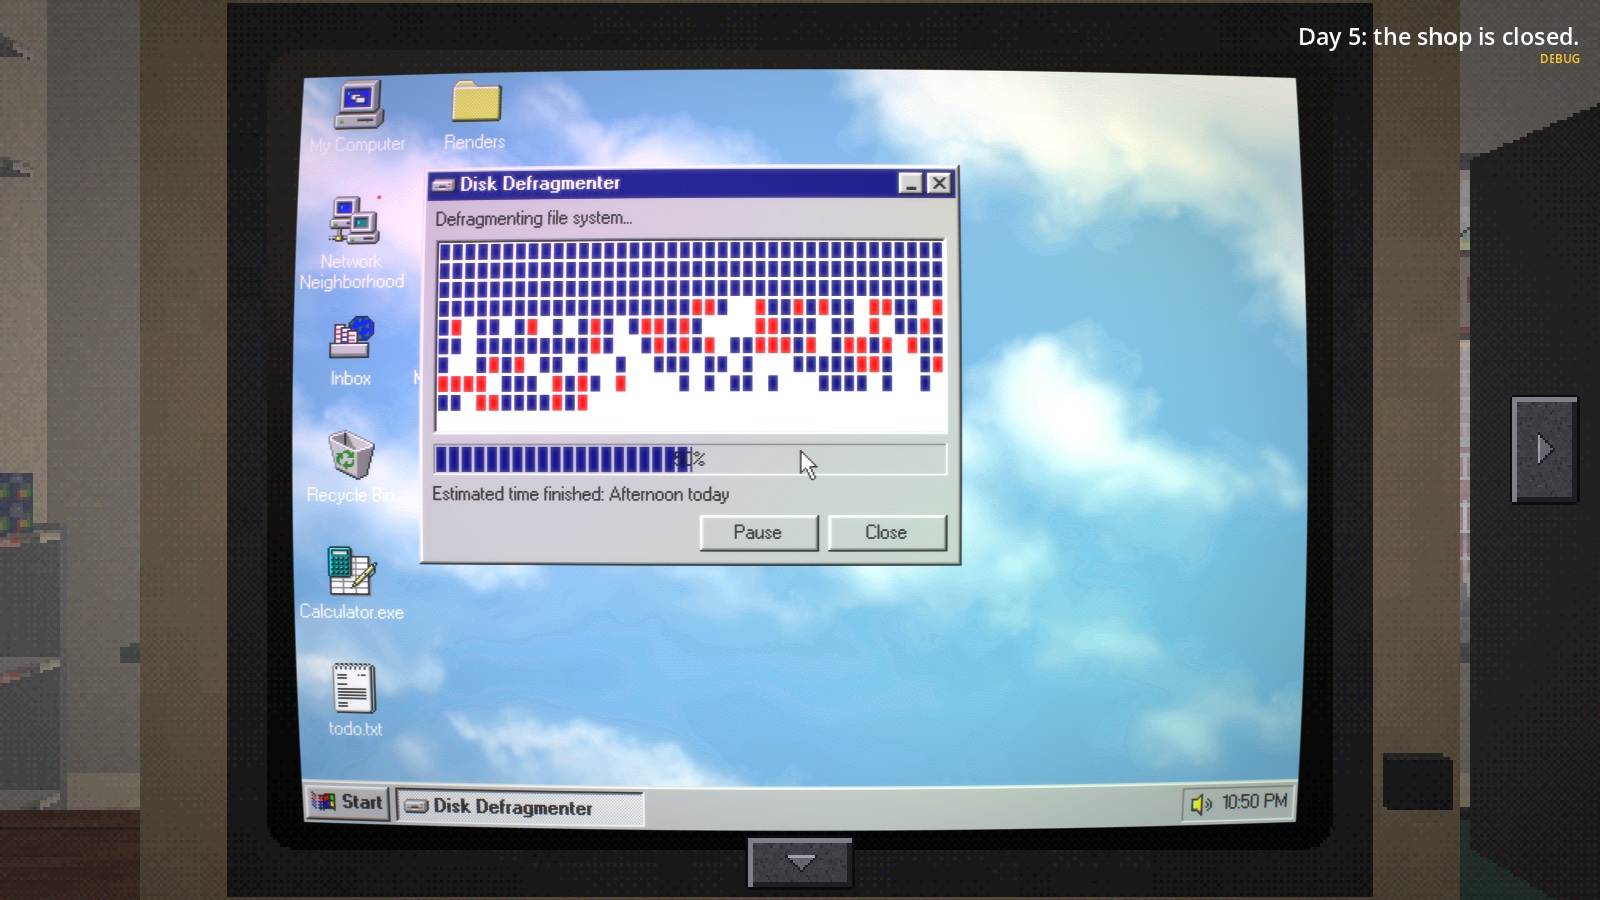 Day 5: the shop is closed.
DEBUG
My Computer
Renders
Disk Defragmenter
Defragmenting file system...
Network
Neighborhood
Inbox
Recycle Bin
Estimated time finished: Afternoon today
Pause
Close
Calculator.exe
todo.txt
Start
Disk Defragmenter
10:50 PM